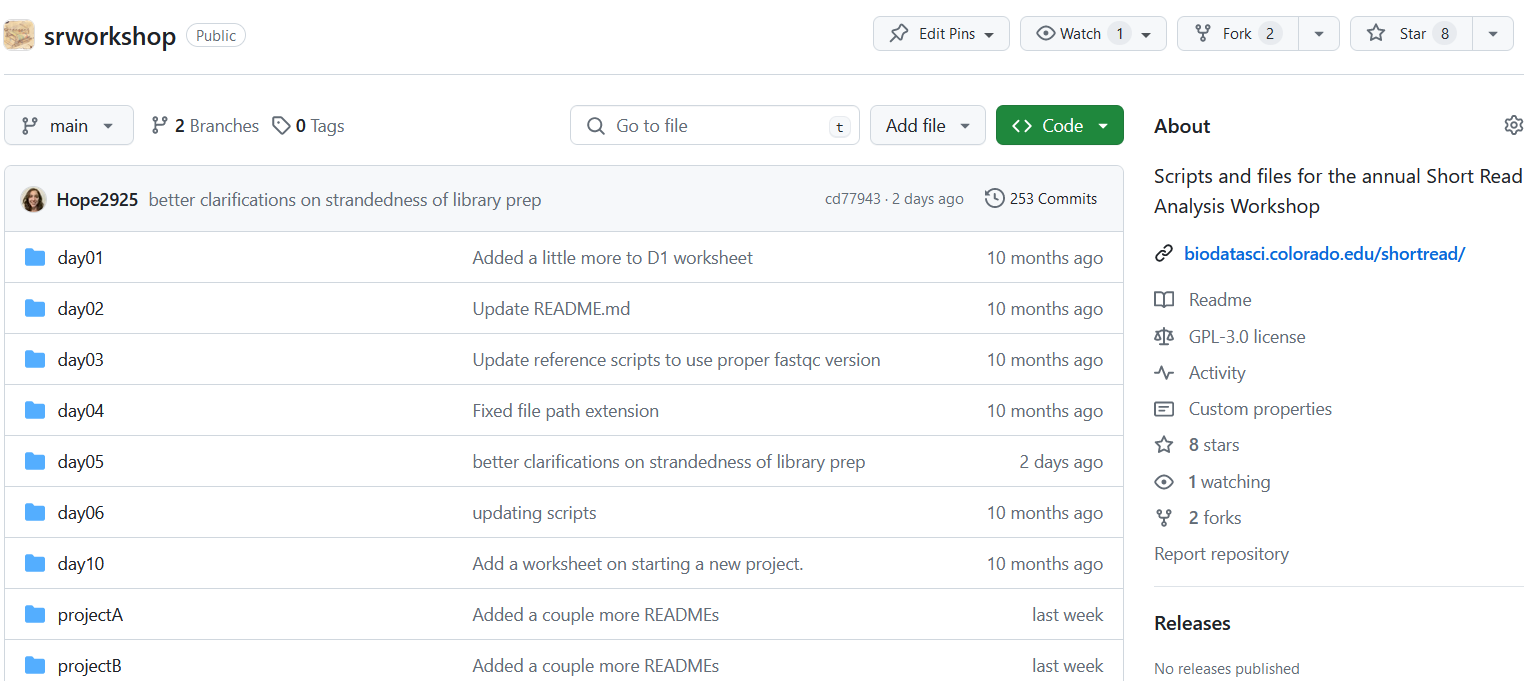 srworkshop Public Edit Pins Watch 1 Fork 2 Star 8
main 2 Branches 0 Tags Go to file t Add file Code
Hope2925 better clarifications on strandedness of library prep cd77943 · 2 days ago 253 Commits
day01 Added a little more to D1 worksheet 10 months ago
day02 Update README.md 10 months ago
day03 Update reference scripts to use proper fastqc version 10 months ago
day04 Fixed file path extension 10 months ago
day05 better clarifications on strandedness of library prep 2 days ago
day06 updating scripts 10 months ago
day10 Add a worksheet on starting a new project. 10 months ago
projectA Added a couple more READMEs last week
projectB Added a couple more READMEs last week
About
Scripts and files for the annual Short Read
Analysis Workshop
biodatasci.colorado.edu/shortread/
Readme
GPL-3.0 license
Activity
Custom properties
8 stars
1 watching
2 forks
Report repository
Releases
No releases published